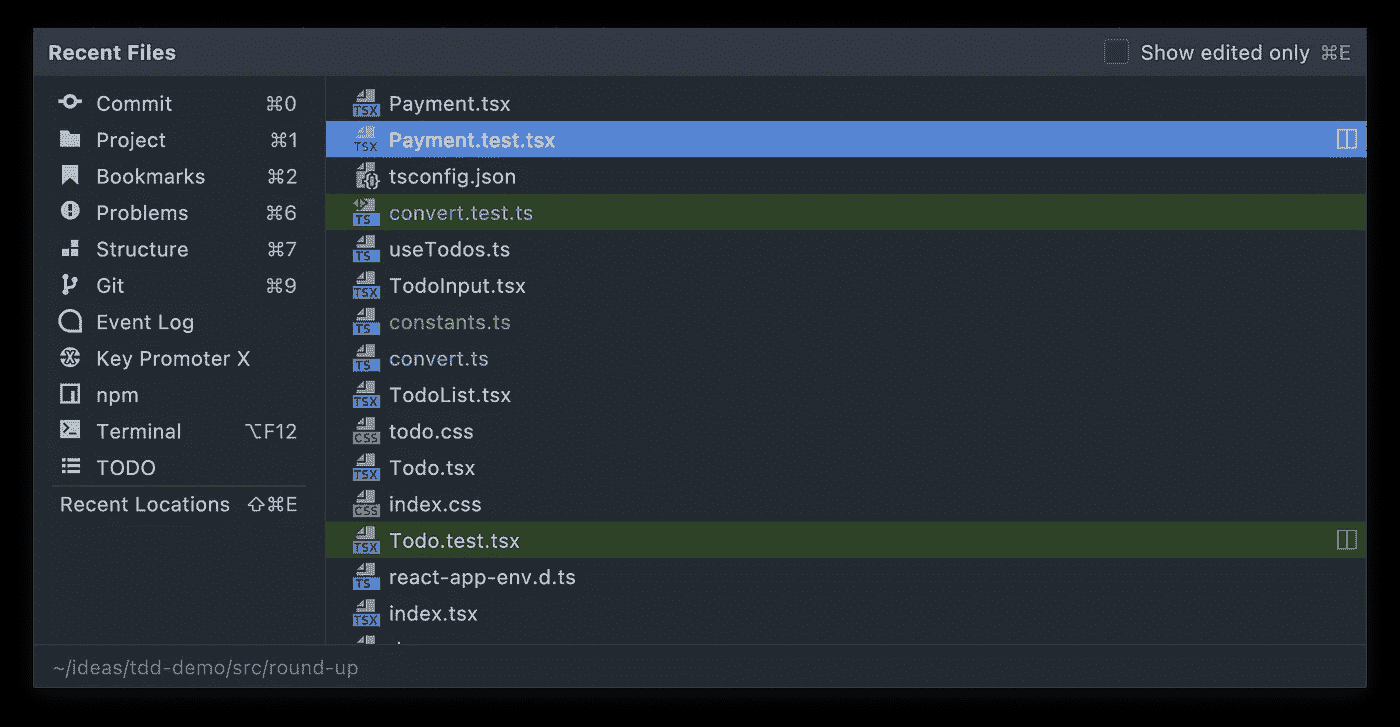 Recent Files
Show edited only ⌘E
Commit ⌘0
Project ⌘1
Bookmarks ⌘2
Problems ⌘6
Structure ⌘7
Git ⌘9
Event Log
Key Promoter X
npm
Terminal ⌥F12
TODO
Recent Locations ⇧⌘E
TSX Payment.tsx
TSX Payment.test.tsx
tsconfig.json
TS convert.test.ts
TS useTodos.ts
TSX TodoInput.tsx
TS constants.ts
TS convert.ts
TSX TodoList.tsx
CSS todo.css
TSX Todo.tsx
CSS index.css
TSX Todo.test.tsx
TS react-app-env.d.ts
TSX index.tsx
~/ideas/tdd-demo/src/round-up